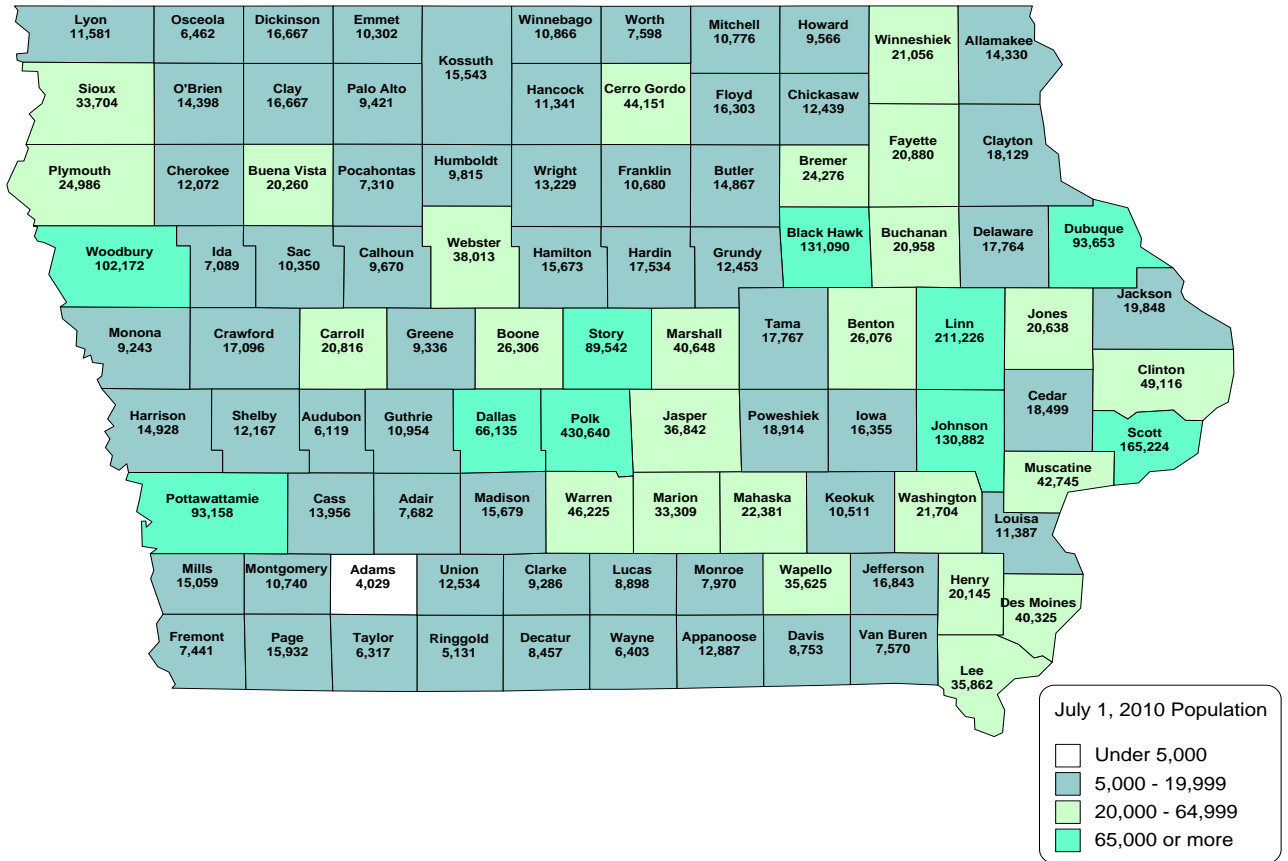 Lyon
11,581
Osceola
6,462
Dickinson
16,667
Emmet
10,302
Kossuth
15,543
Winnebago
10,866
Worth
7,598
Mitchell
10,776
Howard
9,566
Winneshiek
21,056
Allamakee
14,330
Sioux
33,704
O'Brien
14,398
Clay
16,667
Palo Alto
9,421
Hancock
11,341
Cerro Gordo
44,151
Floyd
16,303
Chickasaw
12,439
Plymouth
24,986
Cherokee
12,072
Buena Vista
20,260
Pocahontas
7,310
Humboldt
9,815
Wright
13,229
Franklin
10,680
Butler
14,867
Bremer
24,276
Fayette
20,880
Clayton
18,129
Woodbury
102,172
Ida
7,089
Sac
10,350
Calhoun
9,670
Webster
38,013
Hamilton
15,673
Hardin
17,534
Grundy
12,453
Black Hawk
131,090
Buchanan
20,958
Delaware
17,764
Dubuque
93,653
Monona
9,243
Crawford
17,096
Carroll
20,816
Greene
9,336
Boone
26,306
Story
89,542
Marshall
40,648
Tama
17,767
Benton
26,076
Linn
211,226
Jones
20,638
Jackson
19,848
Clinton
49,116
Harrison
14,928
Shelby
12,167
Audubon
6,119
Guthrie
10,954
Dallas
66,135
Polk
430,640
Jasper
36,842
Poweshiek
18,914
Iowa
16,355
Johnson
130,882
Cedar
18,499
Scott
165,224
Muscatine
42,745
Pottawattamie
93,158
Cass
13,956
Adair
7,682
Madison
15,679
Warren
46,225
Marion
33,309
Mahaska
22,381
Keokuk
10,511
Washington
21,704
Louisa
11,387
Mills
15,059
Montgomery
10,740
Adams
4,029
Union
12,534
Clarke
9,286
Lucas
8,898
Monroe
7,970
Wapello
35,625
Jefferson
16,843
Henry
20,145
Des Moines
40,325
Fremont
7,441
Page
15,932
Taylor
6,317
Ringgold
5,131
Decatur
8,457
Wayne
6,403
Appanoose
12,887
Davis
8,753
Van Buren
7,570
Lee
35,862
July 1, 2010 Population
Under 5,000
5,000 - 19,999
20,000 - 64,999
65,000 or more